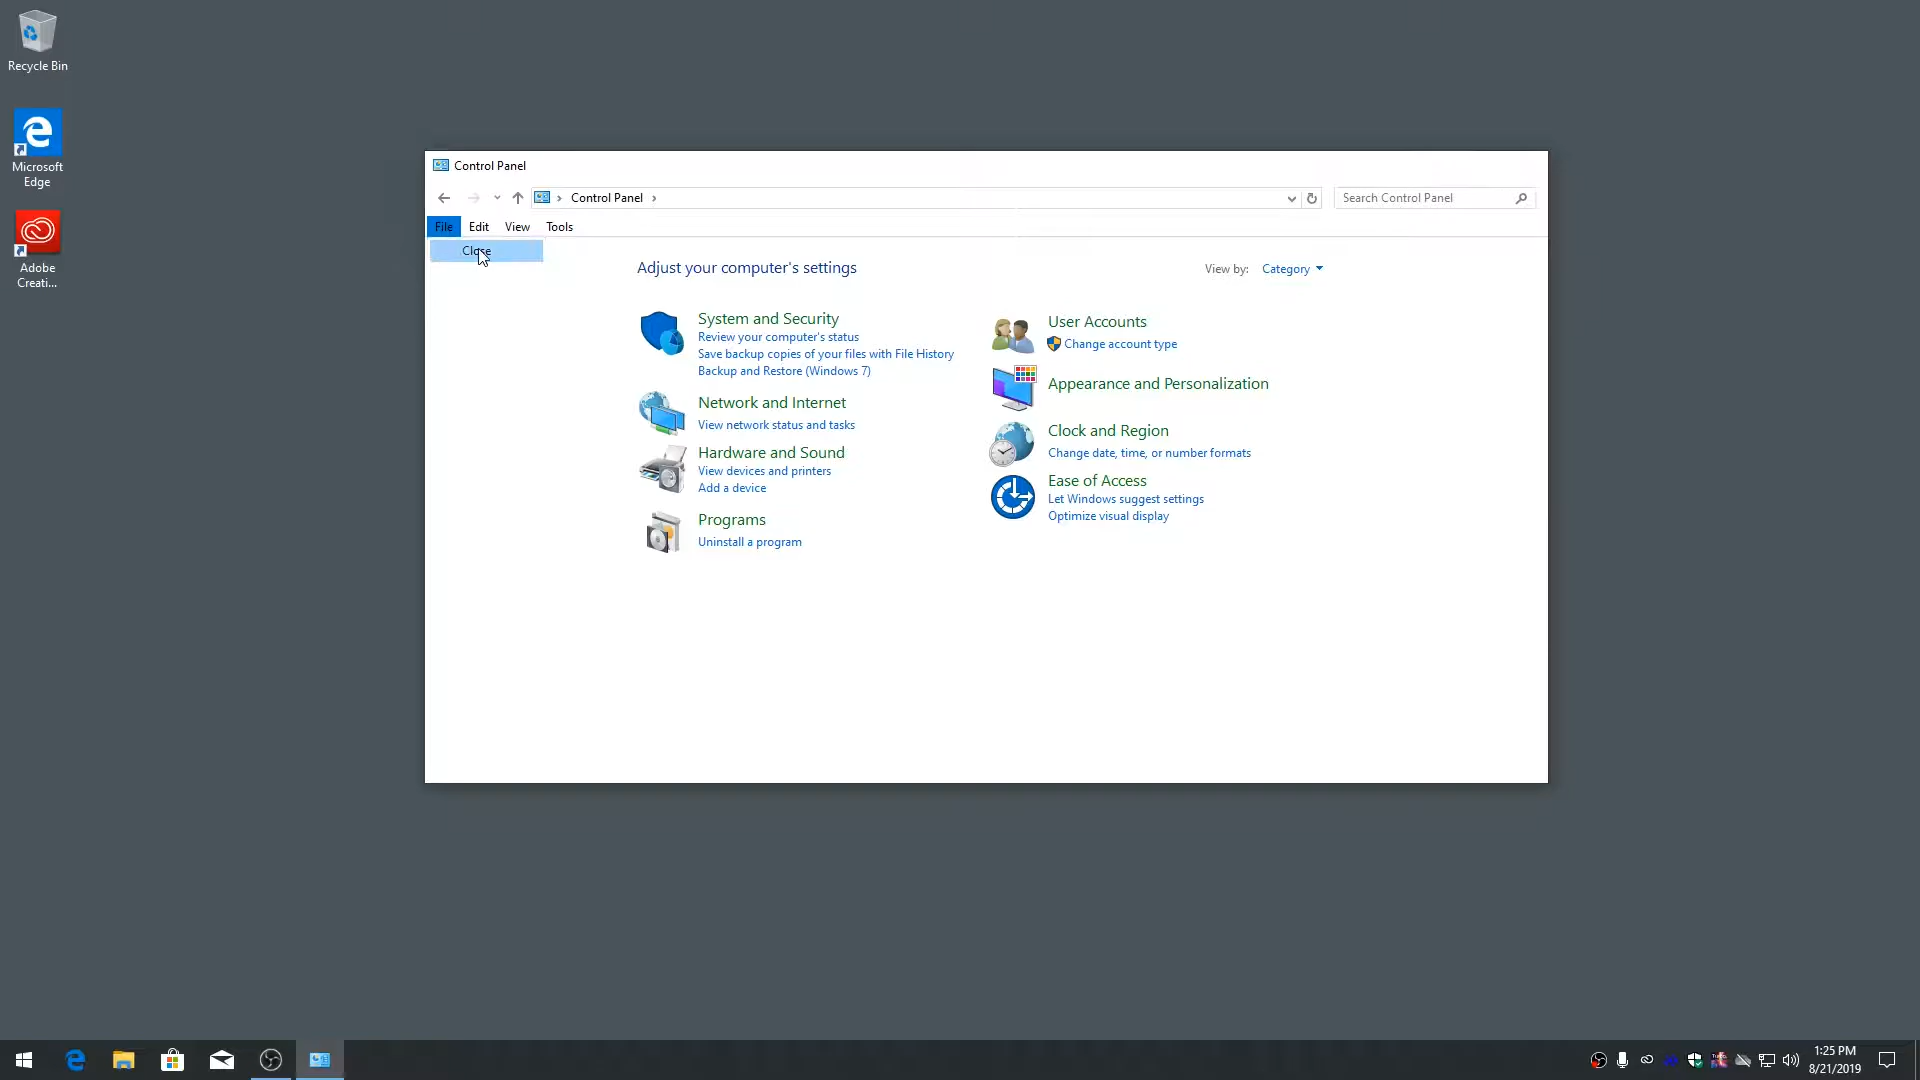 Recycle Bin
Microsoft
Edge
Adobe
Creati...
Control Panel
Control Panel
Search Control Panel
File Edit View Tools
Close
Adjust your computer's settings
View by: Category
System and Security
Review your computer's status
Save backup copies of your files with File History
Backup and Restore (Windows 7)
Network and Internet
View network status and tasks
Hardware and Sound
View devices and printers
Add a device
Programs
Uninstall a program
User Accounts
Change account type
Appearance and Personalization
Clock and Region
Change date, time, or number formats
Ease of Access
Let Windows suggest settings
Optimize visual display
1:25 PM
8/21/2019